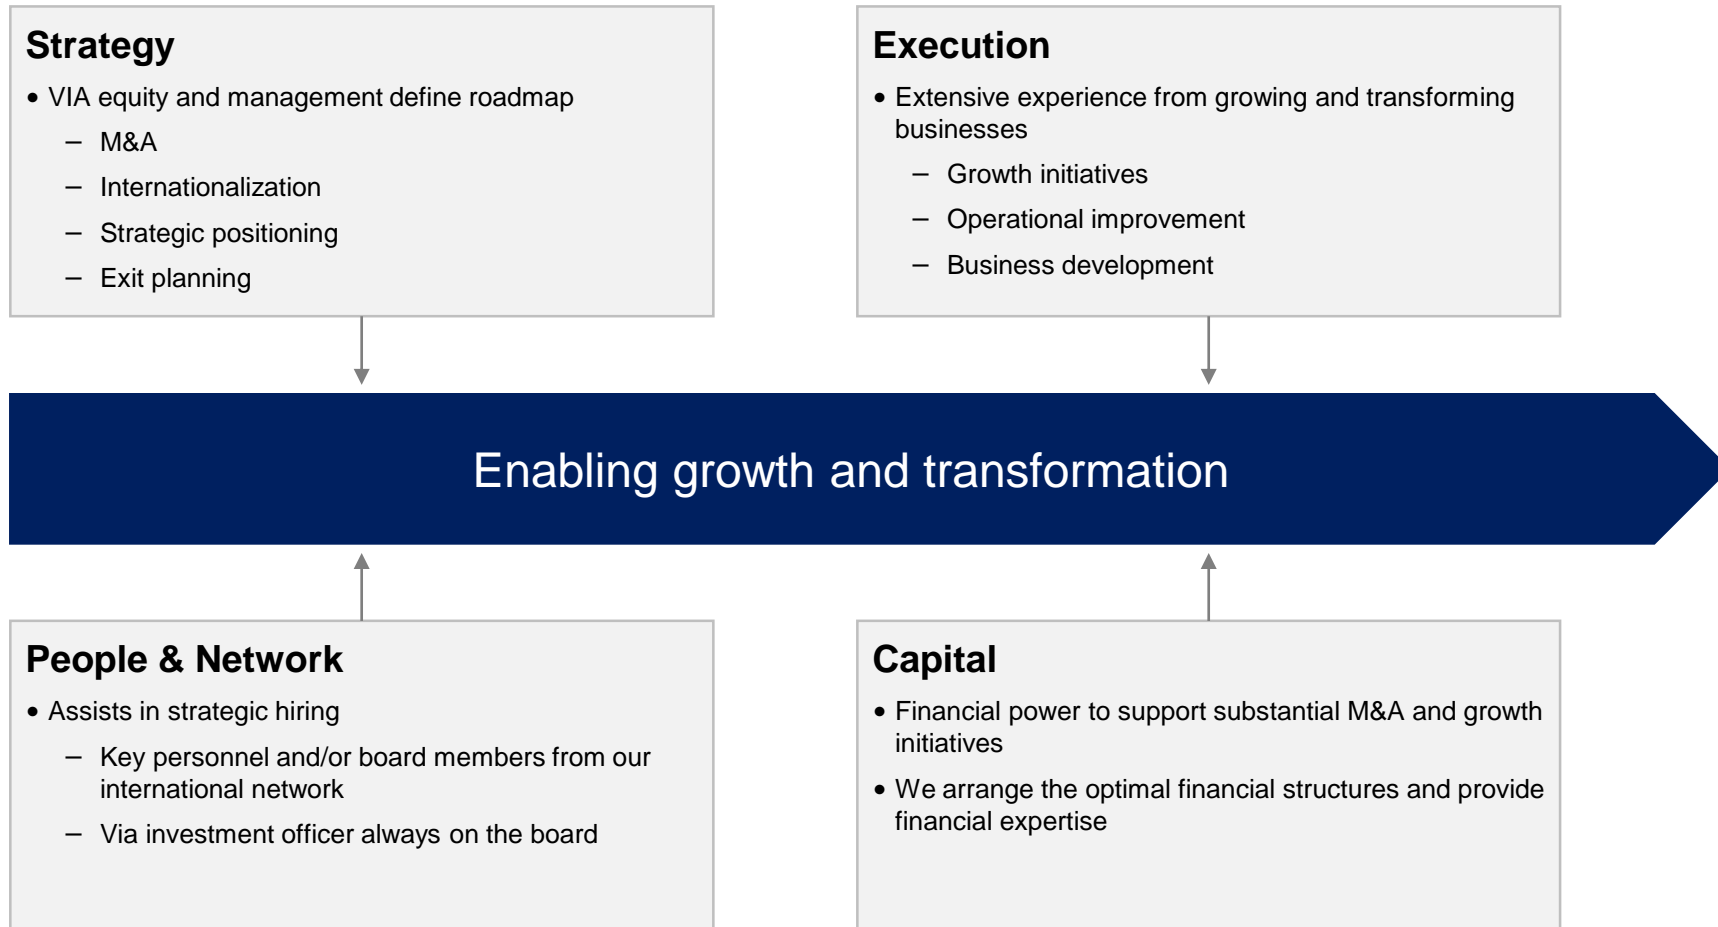 Strategy
• VIA equity and management define roadmap
– M&A
– Internationalization
– Strategic positioning
– Exit planning
Execution
• Extensive experience from growing and transforming
businesses
– Growth initiatives
– Operational improvement
– Business development
Enabling growth and transformation
People & Network
• Assists in strategic hiring
– Key personnel and/or board members from our
international network
– Via investment officer always on the board
Capital
• Financial power to support substantial M&A and growth
initiatives
• We arrange the optimal financial structures and provide
financial expertise